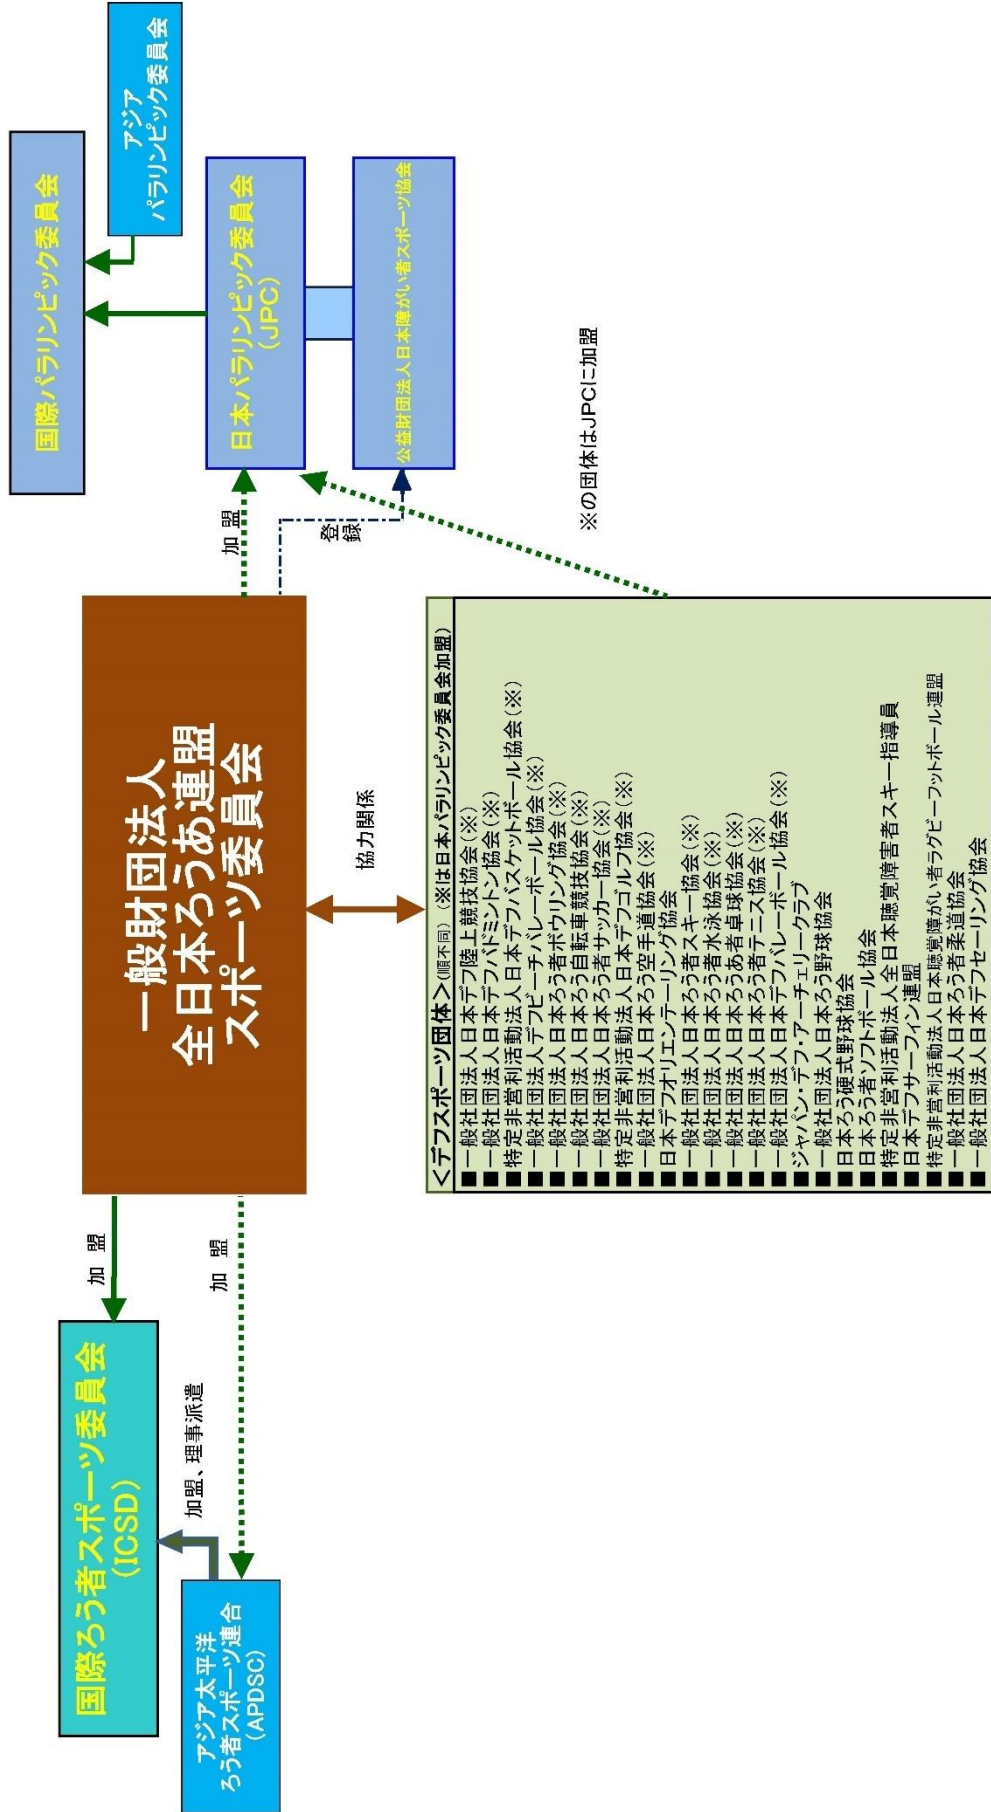 国際ろう者スポーツ委員会
(ICSD)
アジア太平洋
ろう者スポーツ連合
(APDSC)
加盟、理事派遣
加 盟
加 盟
一般財団法人
全日本ろうあ連盟
スポーツ委員会
加 盟
登録
国際パラリンピック委員会
アジア
パラリンピック委員会
日本パラリンピック委員会
(JPC)
公益財団法人日本障がい者スポーツ協会
協力関係
※の団体はJPCに加盟
＜デフスポーツ団体＞(順不同)(※は日本パラリンピック委員会加盟)
■一般社団法人日本デフ陸上競技協会(※)
■一般社団法人日本デフバドミントン協会(※)
■特定非営利活動法人日本デフバスケットボール協会(※)
■一般社団法人デフビーチバレーボール協会(※)
■一般社団法人日本ろう者ボウリング協会(※)
■一般社団法人日本ろう自転車競技協会(※)
■一般社団法人日本ろう者サッカー協会(※)
■特定非営利活動法人日本デフゴルフ協会(※)
■一般社団法人日本ろう空手道協会(※)
■日本デフオリエンテーリング協会
■一般社団法人日本ろう者スキー協会(※)
■一般社団法人日本ろう者水泳協会(※)
■一般社団法人日本ろうあ者卓球協会(※)
■一般社団法人日本ろう者テニス協会(※)
■一般社団法人日本デフバレーボール協会(※)
■ジャパン・デフ・アーチェリークラブ
■一般社団法人日本ろう野球協会
■日本ろう硬式野球協会
■日本ろう者ソフトボール協会
■特定非営利活動法人全日本聴覚障害者スキー指導員
■日本デフサーフィン連盟
■特定非営利活動法人日本聴覚障がい者ラグビーフットボール連盟
■一般社団法人日本ろう者柔道協会
■一般社団法人日本デフセーリング協会